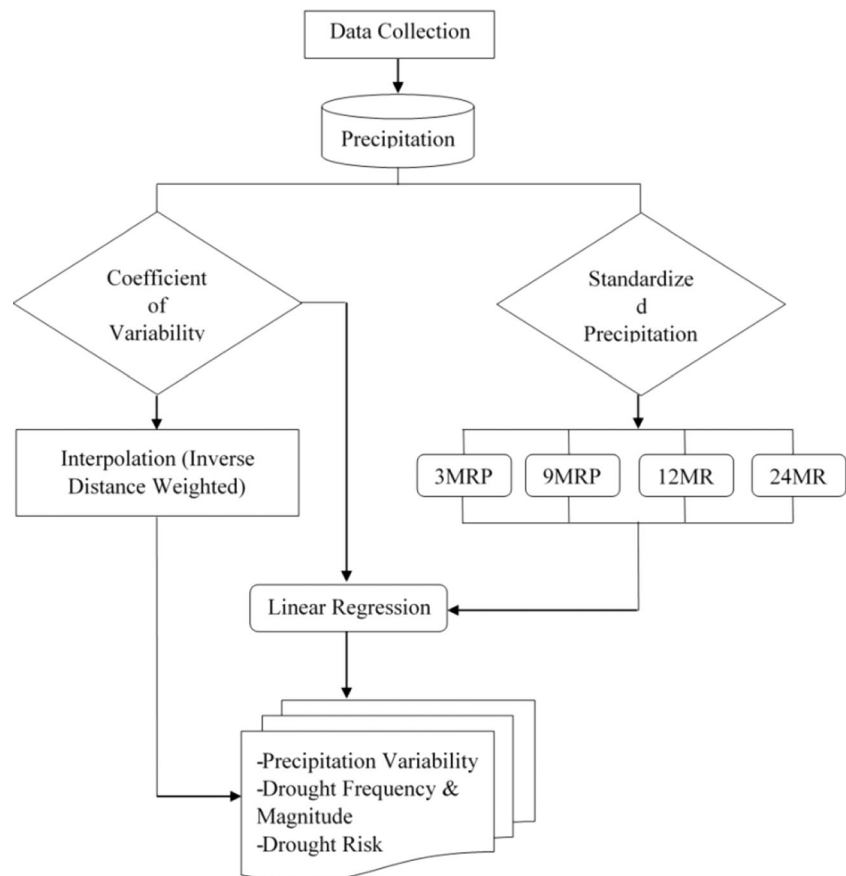 Data Collection
Precipitation
Coefficient
of
Variability
Standardize
d
Precipitation
Interpolation (Inverse
Distance Weighted)
3MRP
9MRP
12MR
24MR
Linear Regression
-Precipitation Variability
-Drought Frequency &
Magnitude
-Drought Risk